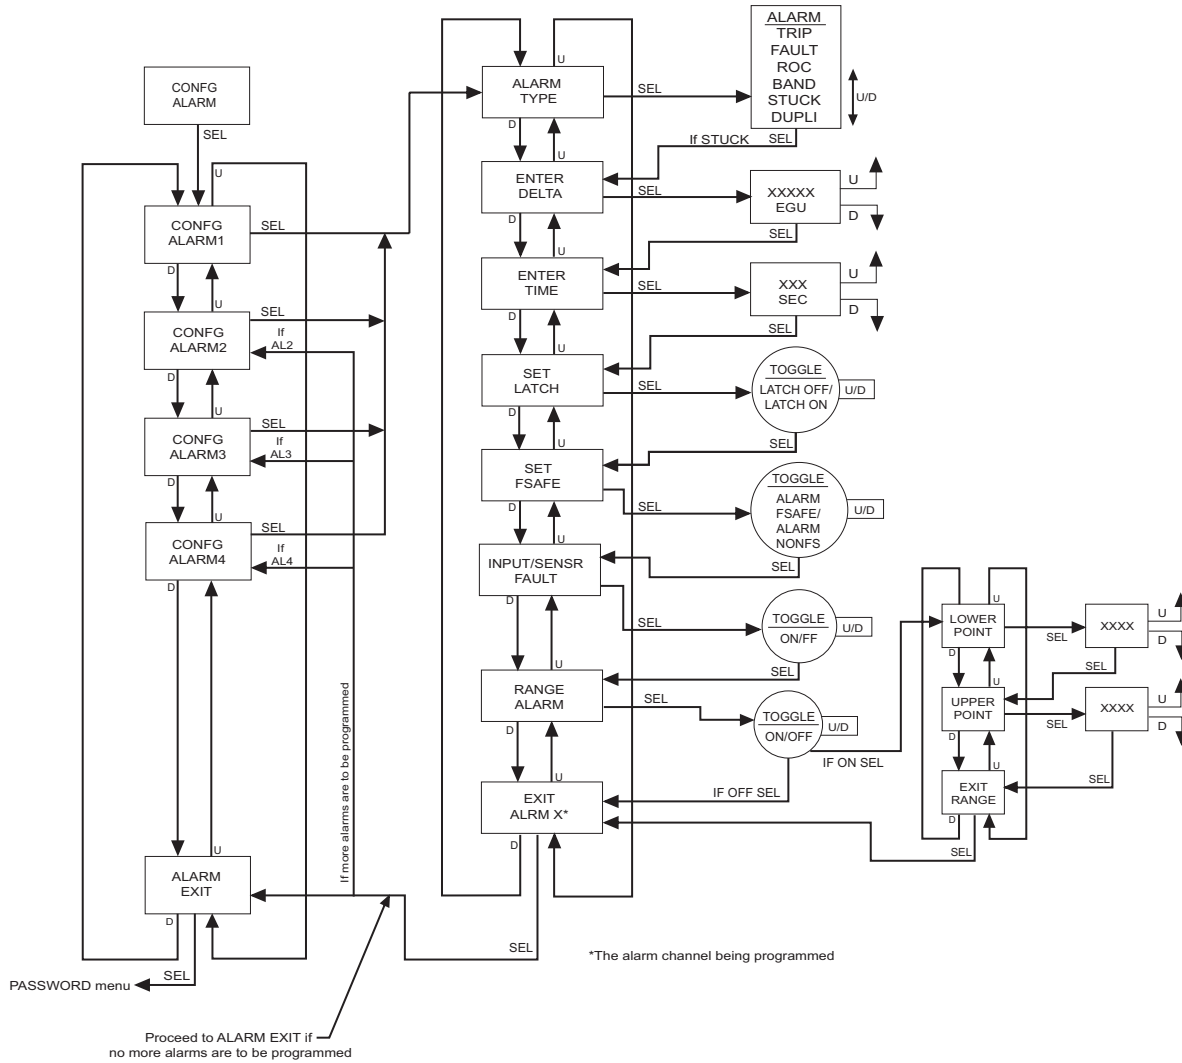 CONFG
ALARM
SEL
U
CONFG
ALARM1
SEL
D
U
CONFG
ALARM2
SEL
If
AL2
D
U
CONFG
ALARM3
SEL
If
AL3
D
U
CONFG
ALARM4
SEL
If
AL4
D
U
ALARM
EXIT
D
SEL
PASSWORD menu
If more alarms are to be programmed
Proceed to ALARM EXIT if
no more alarms are to be programmed
U
ALARM
TYPE
SEL
D
U
ENTER
DELTA
SEL
D
U
ENTER
TIME
SEL
D
U
SET
LATCH
SEL
D
U
SET
FSAFE
SEL
D
U
INPUT/SENSR
FAULT
SEL
D
U
RANGE
ALARM
SEL
D
U
EXIT
ALRM X*
D
SEL
ALARM
TRIP
FAULT
ROC
BAND
STUCK
DUPLI
U/D
If STUCK
SEL
XXXXX
EGU
U
D
SEL
XXX
SEC
U
D
SEL
TOGGLE
LATCH OFF/
LATCH ON
U/D
SEL
TOGGLE
ALARM
FSAFE/
ALARM
NONFS
U/D
SEL
TOGGLE
ON/FF
U/D
SEL
TOGGLE
ON/OFF
U/D
IF ON SEL
IF OFF SEL
U
LOWER
POINT
SEL
XXXX
U
D
SEL
D
U
UPPER
POINT
SEL
XXXX
U
D
SEL
D
U
EXIT
RANGE
D
SEL
*The alarm channel being programmed